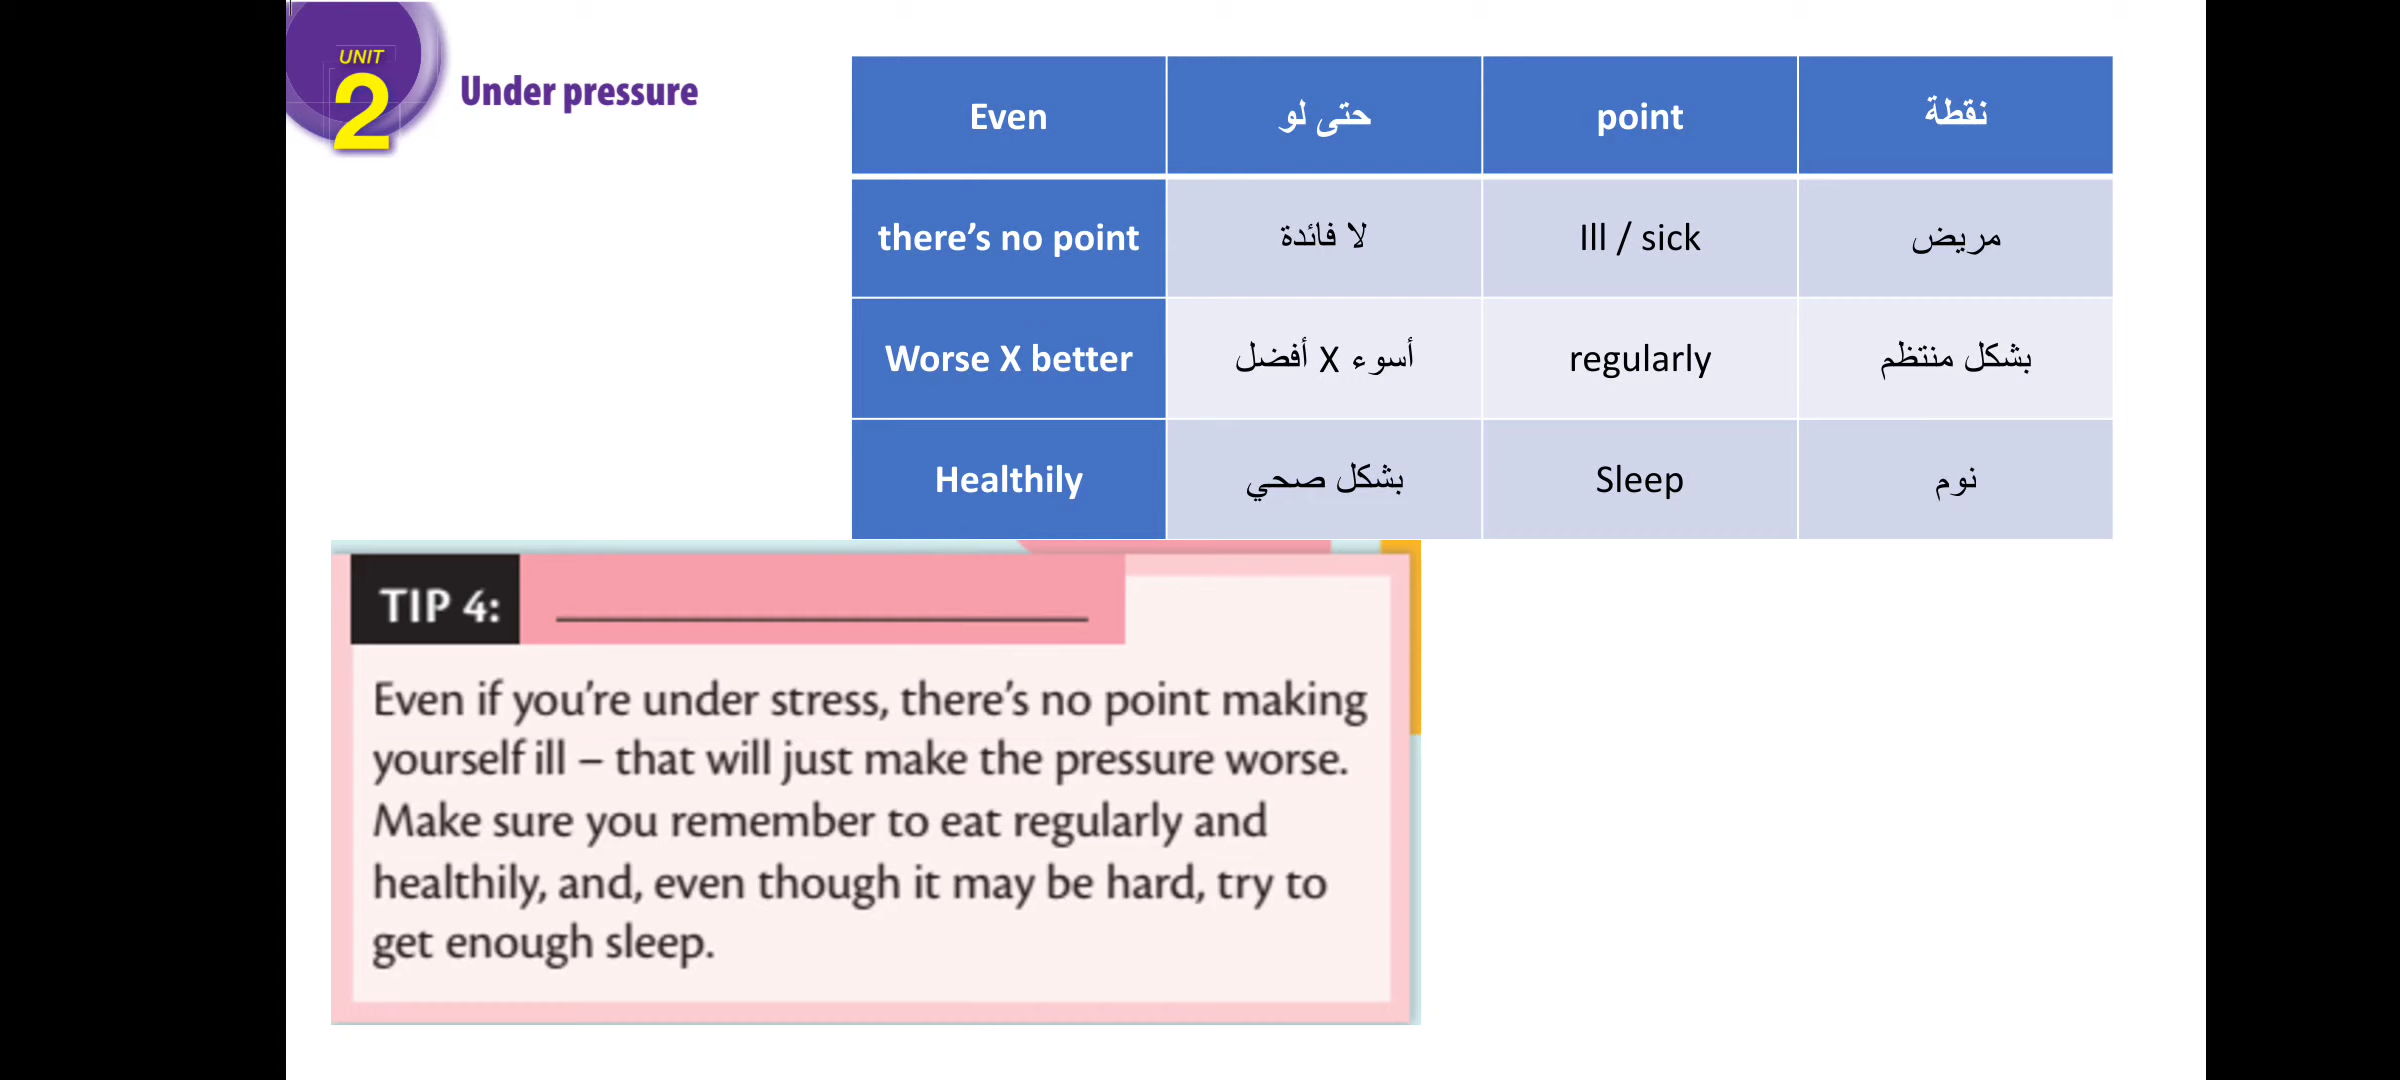 UNIT
2
Under pressure
Even
حتى لو
point
نقطة
there's no point
لا فائدة
Ill / sick
مريض
Worse X better
أسوء X أفضل
regularly
بشكل منتظم
Healthily
بشكل صحي
Sleep
نوم
TIP 4:
Even if you're under stress, there's no point making
yourself ill – that will just make the pressure worse.
Make sure you remember to eat regularly and
healthily, and, even though it may be hard, try to
get enough sleep.